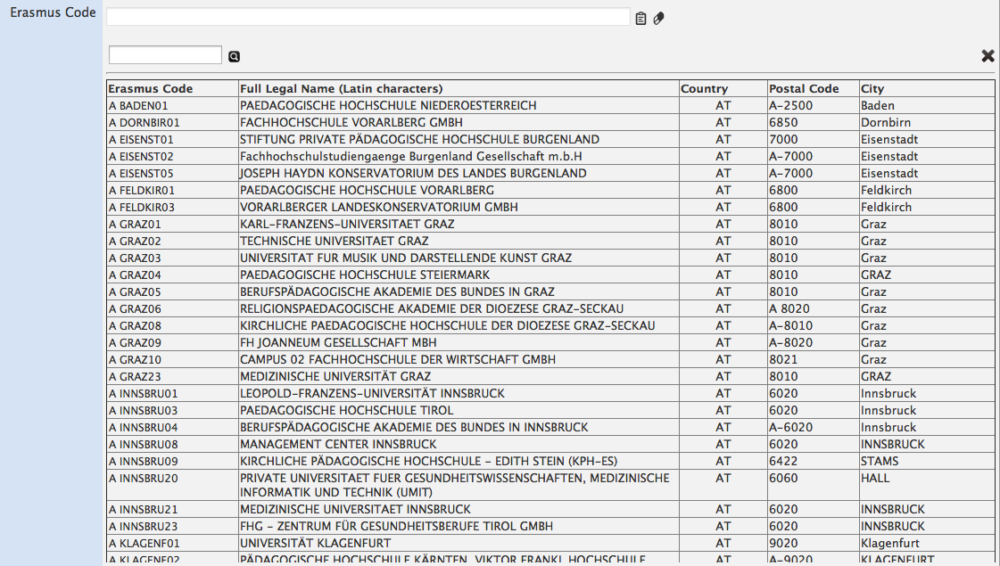 Erasmus Code
Erasmus Code Full Legal Name (Latin characters) Country Postal Code City
A BADEN01 PAEDAGOGISCHE HOCHSCHULE NIEDEROESTERREICH AT A-2500 Baden
A DORNBIR01 FACHHOCHSCHULE VORARLBERG GMBH AT 6850 Dornbirn
A EISENST01 STIFTUNG PRIVATE PÄDAGOGISCHE HOCHSCHULE BURGENLAND AT 7000 Eisenstadt
A EISENST02 Fachhochschulstudiengaenge Burgenland Gesellschaft m.b.H AT A-7000 Eisenstadt
A EISENST05 JOSEPH HAYDN KONSERVATORIUM DES LANDES BURGENLAND AT A-7000 Eisenstadt
A FELDKIR01 PAEDAGOGISCHE HOCHSCHULE VORARLBERG AT 6800 Feldkirch
A FELDKIR03 VORARLBERGER LANDESKONSERVATORIUM GMBH AT 6800 Feldkirch
A GRAZ01 KARL-FRANZENS-UNIVERSITAET GRAZ AT 8010 Graz
A GRAZ02 TECHNISCHE UNIVERSITAET GRAZ AT 8010 Graz
A GRAZ03 UNIVERSITAT FUR MUSIK UND DARSTELLENDE KUNST GRAZ AT 8010 Graz
A GRAZ04 PAEDAGOGISCHE HOCHSCHULE STEIERMARK AT 8010 GRAZ
A GRAZ05 BERUFSPÄDAGOGISCHE AKADEMIE DES BUNDES IN GRAZ AT 8010 Graz
A GRAZ06 RELIGIONSPAEDAGOGISCHE AKADEMIE DER DIOEZESE GRAZ-SECKAU AT A 8020 Graz
A GRAZ08 KIRCHLICHE PAEDAGOGISCHE HOCHSCHULE DER DIOEZESE GRAZ-SECKAU AT A-8010 Graz
A GRAZ09 FH JOANNEUM GESELLSCHAFT MBH AT A-8020 Graz
A GRAZ10 CAMPUS 02 FACHHOCHSCHULE DER WIRTSCHAFT GMBH AT 8021 Graz
A GRAZ23 MEDIZINISCHE UNIVERSITÄT GRAZ AT 8010 GRAZ
A INNSBRU01 LEOPOLD-FRANZENS-UNIVERSITÄT INNSBRUCK AT 6020 Innsbruck
A INNSBRU03 PAEDAGOGISCHE HOCHSCHULE TIROL AT 6020 Innsbruck
A INNSBRU04 BERUFSPÄDAGOGISCHE AKADEMIE DES BUNDES IN INNSBRUCK AT A-6020 Innsbruck
A INNSBRU08 MANAGEMENT CENTER INNSBRUCK AT 6020 INNSBRUCK
A INNSBRU09 KIRCHLICHE PÄDAGOGISCHE HOCHSCHULE - EDITH STEIN (KPH-ES) AT 6422 STAMS
A INNSBRU20 PRIVATE UNIVERSITAET FUER GESUNDHEITSWISSENSCHAFTEN, MEDIZINISCHE AT 6060 HALL
INFORMATIK UND TECHNIK (UMIT)
A INNSBRU21 MEDIZINISCHE UNIVERSITAET INNSBRUCK AT 6020 INNSBRUCK
A INNSBRU23 FHG - ZENTRUM FÜR GESUNDHEITSBERUFE TIROL GMBH AT 6020 INNSBRUCK
A KLAGENF01 UNIVERSITÄT KLAGENFURT AT 9020 Klagenfurt
A KLAGENF02 PÄDAGOGISCHE HOCHSCHULE KÄRNTEN, VIKTOR FRANKL HOCHSCHULE AT A-9020 KLAGENFURT